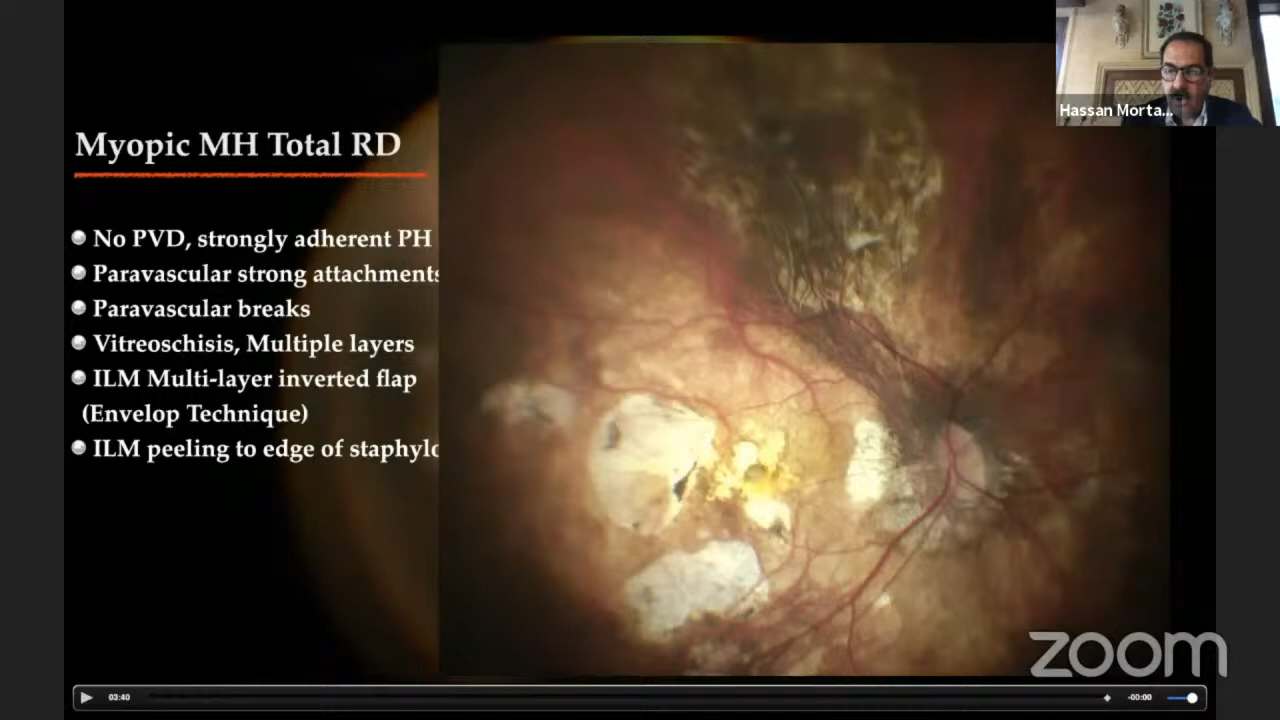 Hassan Morta...
Myopic MH Total RD
No PVD, strongly adherent PH
Paravascular strong attachments
Paravascular breaks
Vitreoschisis, Multiple layers
ILM Multi-layer inverted flap
(Envelop Technique)
ILM peeling to edge of staphylo
zoom
03:40
-00:00